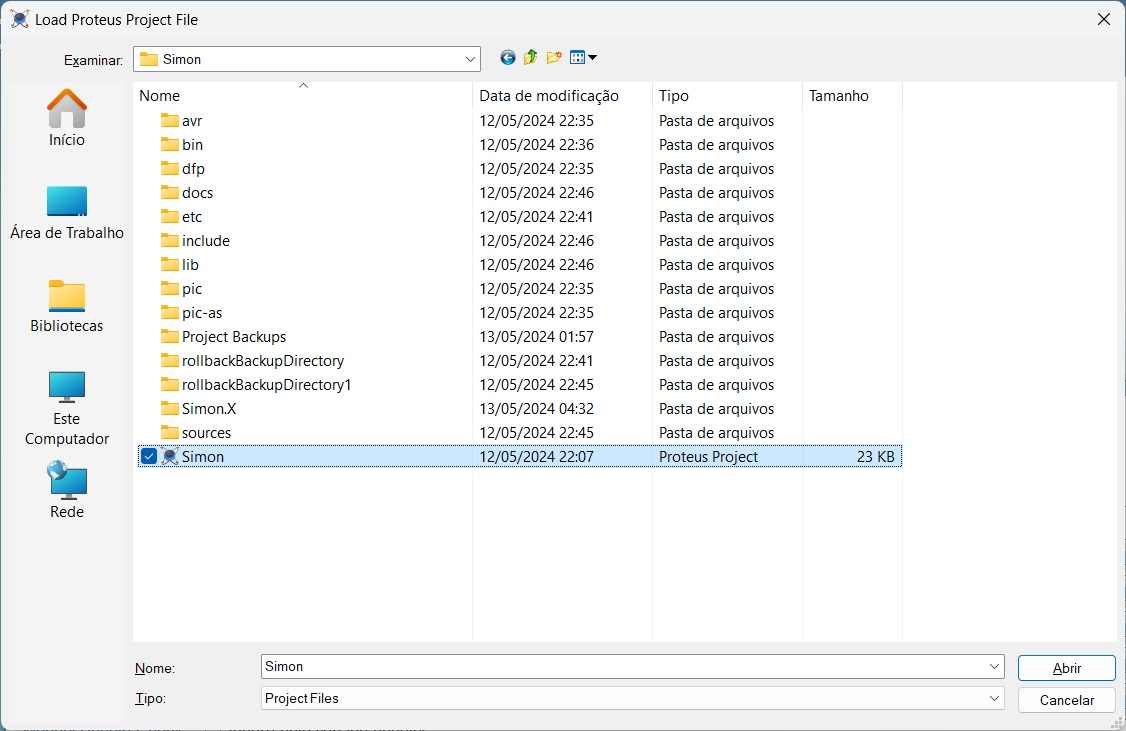 Load Proteus Project File
Examinar: Simon
Nome Data de modificação Tipo Tamanho
avr 12/05/2024 22:35 Pasta de arquivos
bin 12/05/2024 22:36 Pasta de arquivos
dfp 12/05/2024 22:35 Pasta de arquivos
docs 12/05/2024 22:46 Pasta de arquivos
etc 12/05/2024 22:41 Pasta de arquivos
include 12/05/2024 22:46 Pasta de arquivos
lib 12/05/2024 22:46 Pasta de arquivos
pic 12/05/2024 22:35 Pasta de arquivos
pic-as 12/05/2024 22:35 Pasta de arquivos
Project Backups 13/05/2024 01:57 Pasta de arquivos
rollbackBackupDirectory 12/05/2024 22:41 Pasta de arquivos
rollbackBackupDirectory1 12/05/2024 22:45 Pasta de arquivos
Simon.X 13/05/2024 04:32 Pasta de arquivos
sources 12/05/2024 22:45 Pasta de arquivos
Simon 12/05/2024 22:07 Proteus Project 23 KB
Início
Área de Trabalho
Bibliotecas
Este
Computador
Rede
Nome: Simon Abrir
Tipo: Project Files Cancelar